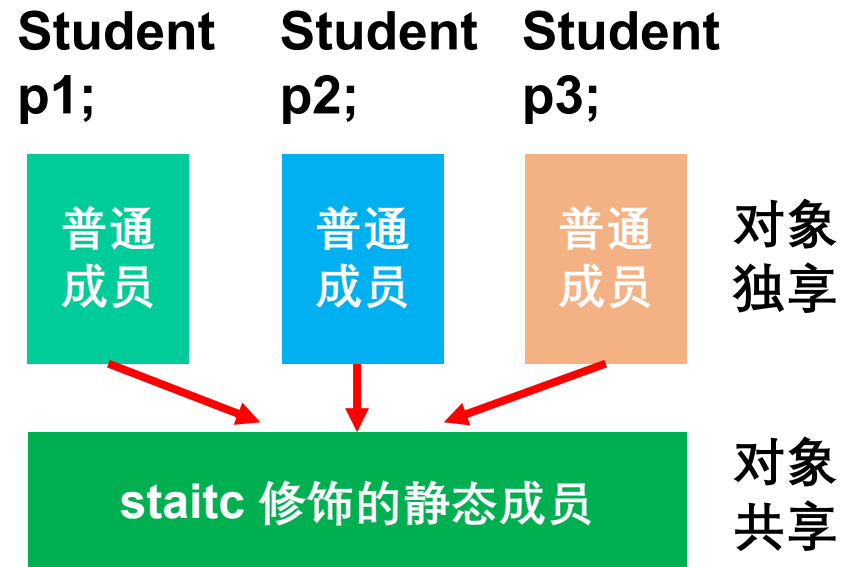 Student
p1;
Student
p2;
Student
p3;
普通
成员
普通
成员
普通
成员
对象
独享
staitc 修饰的静态成员
对象
共享